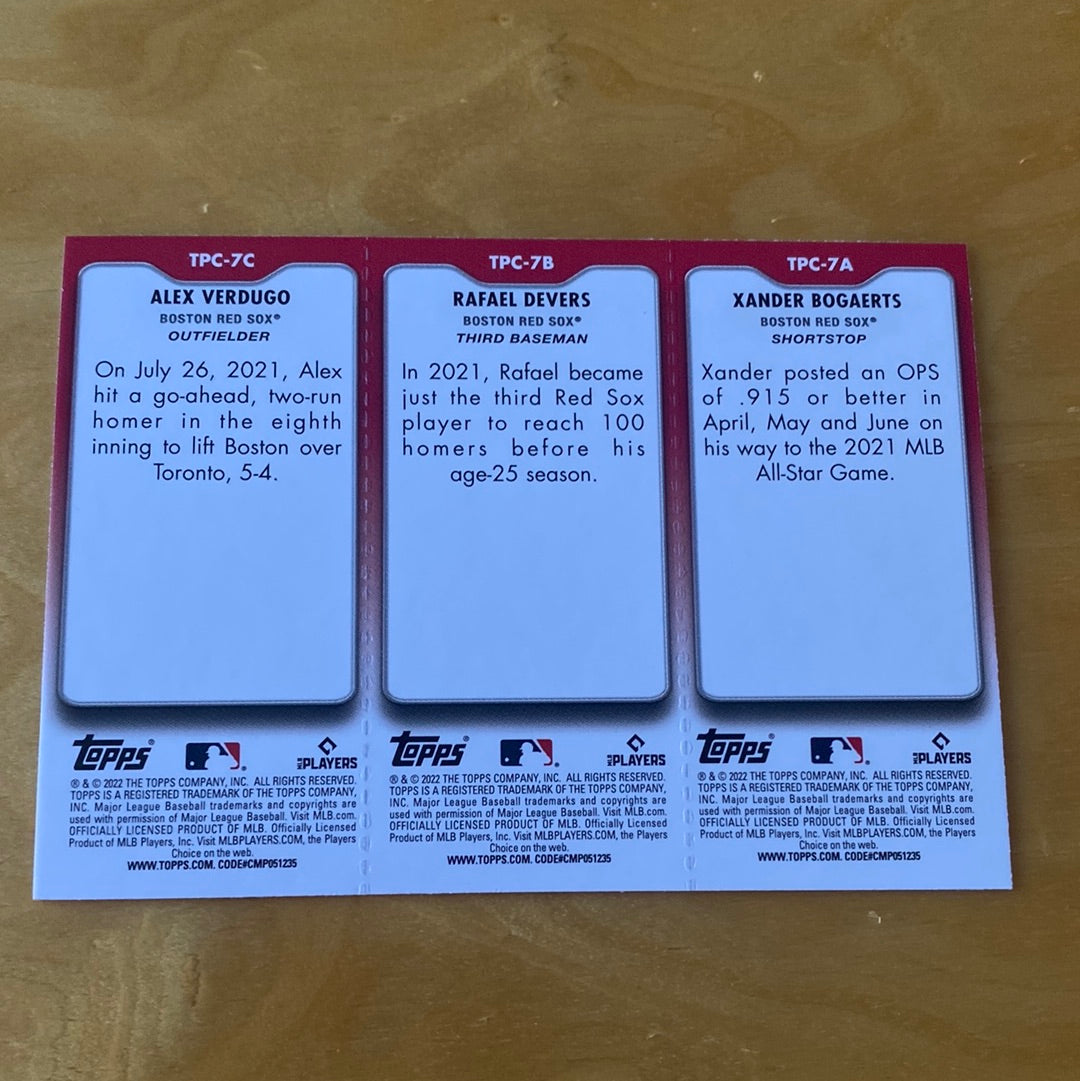 TPC-7C
ALEX VERDUGO
BOSTON RED SOX®
OUTFIELDER
On July 26, 2021, Alex
hit a go-ahead, two-run
homer in the eighth
inning to lift Boston over
Toronto, 5-4.
Topps®
MLB PLAYERS
® & © 2022 THE TOPPS COMPANY, INC. ALL RIGHTS RESERVED.
TOPPS IS A REGISTERED TRADEMARK OF THE TOPPS COMPANY,
INC. Major League Baseball trademarks and copyrights are
used with permission of Major League Baseball. Visit MLB.com.
OFFICIALLY LICENSED PRODUCT OF MLB. Officially Licensed
Product of MLB Players, Inc. Visit MLBPLAYERS.COM, the Players
Choice on the web.
WWW.TOPPS.COM. CODE#CMP051235
TPC-7B
RAFAEL DEVERS
BOSTON RED SOX®
THIRD BASEMAN
In 2021, Rafael became
just the third Red Sox
player to reach 100
homers before his
age-25 season.
Topps®
MLB PLAYERS
® & © 2022 THE TOPPS COMPANY, INC. ALL RIGHTS RESERVED.
TOPPS IS A REGISTERED TRADEMARK OF THE TOPPS COMPANY,
INC. Major League Baseball trademarks and copyrights are
used with permission of Major League Baseball. Visit MLB.com.
OFFICIALLY LICENSED PRODUCT OF MLB. Officially Licensed
Product of MLB Players, Inc. Visit MLBPLAYERS.COM, the Players
Choice on the web.
WWW.TOPPS.COM. CODE#CMP051235
TPC-7A
XANDER BOGAERTS
BOSTON RED SOX®
SHORTSTOP
Xander posted an OPS
of .915 or better in
April, May and June on
his way to the 2021 MLB
All-Star Game.
Topps®
MLB PLAYERS
® & © 2022 THE TOPPS COMPANY, INC. ALL RIGHTS RESERVED.
TOPPS IS A REGISTERED TRADEMARK OF THE TOPPS COMPANY,
INC. Major League Baseball trademarks and copyrights are
used with permission of Major League Baseball. Visit MLB.com.
OFFICIALLY LICENSED PRODUCT OF MLB. Officially Licensed
Product of MLB Players, Inc. Visit MLBPLAYERS.COM, the Players
Choice on the web.
WWW.TOPPS.COM. CODE#CMP051235